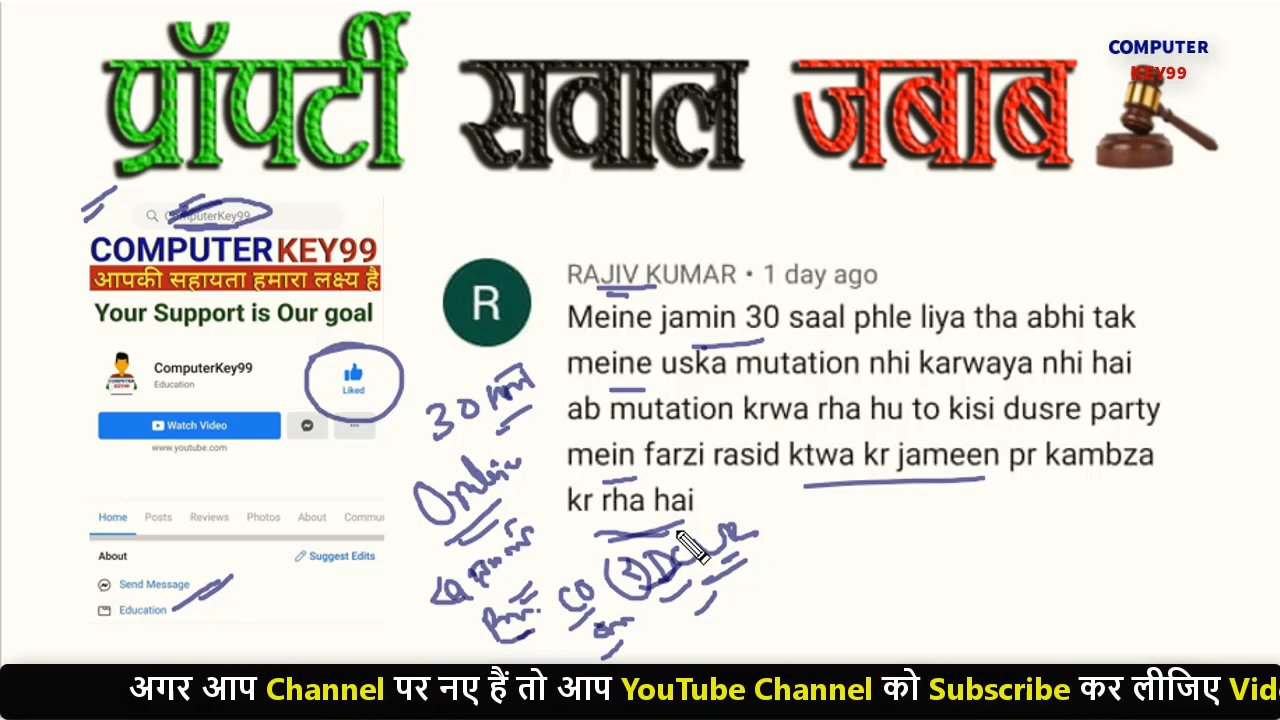 प्रॉपर्टी सवाल जबाब
COMPUTER
KEY99
ComputerKey99
COMPUTER KEY99
आपकी सहायता हमारा लक्ष्य है
Your Support is Our goal
ComputerKey99
Education
Liked
Watch Video
www.youtube.com
Home Posts Reviews Photos About Commu
About
Suggest Edits
Send Message
Education
R
RAJIV KUMAR • 1 day ago
Meine jamin 30 saal phle liya tha abhi tak
meine uska mutation nhi karwaya nhi hai
ab mutation krwa rha hu to kisi dusre party
mein farzi rasid ktwa kr jameen pr kambza
kr rha hai
30
Online
CO
अगर आप Channel पर नए हैं तो आप YouTube Channel को Subscribe कर लीजिए Vid